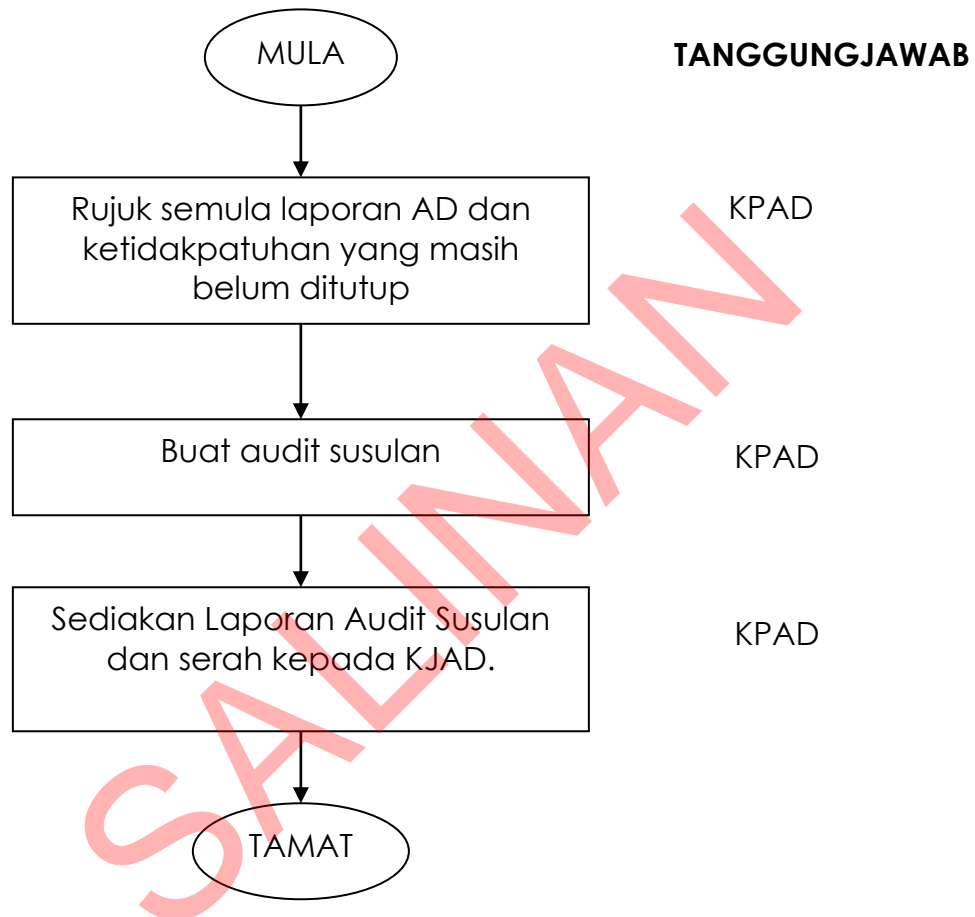 MULA
TANGGUNGJAWAB
Rujuk semula laporan AD dan
ketidakpatuhan yang masih
belum ditutup
KPAD
Buat audit susulan
KPAD
Sediakan Laporan Audit Susulan
dan serah kepada KJAD.
KPAD
TAMAT
SALINAN